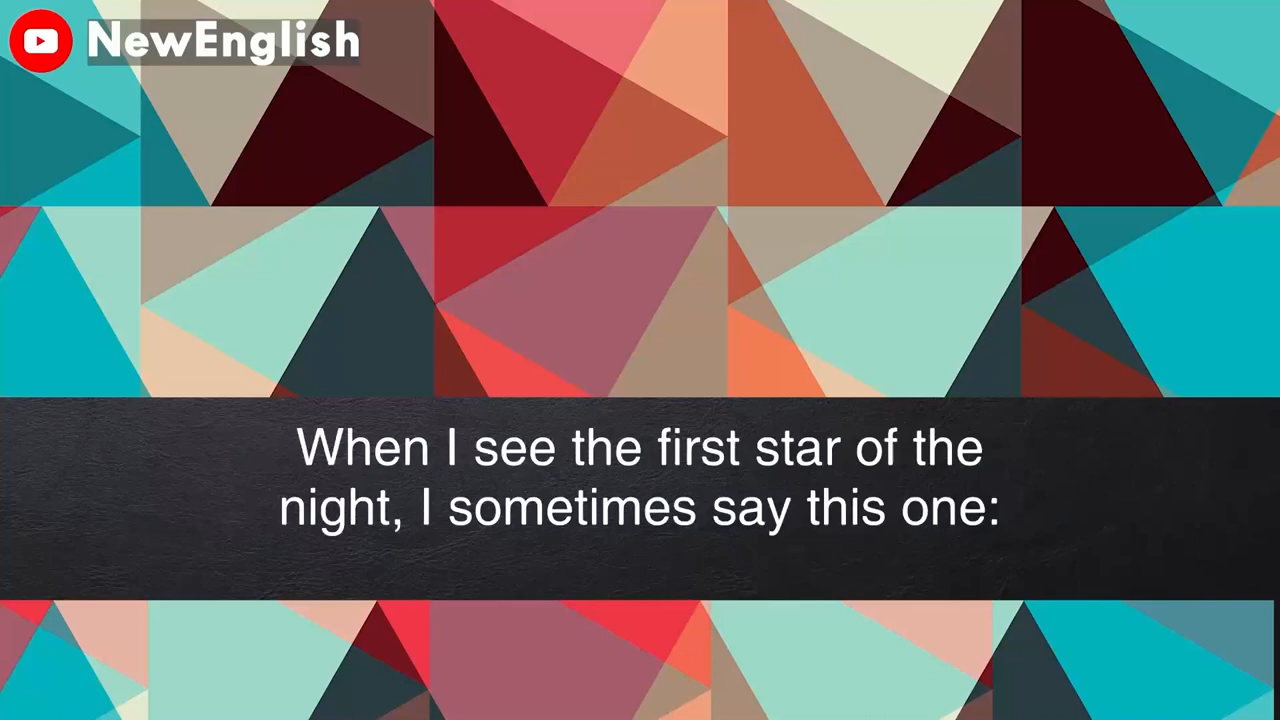 NewEnglish
When I see the first star of the
night, I sometimes say this one: